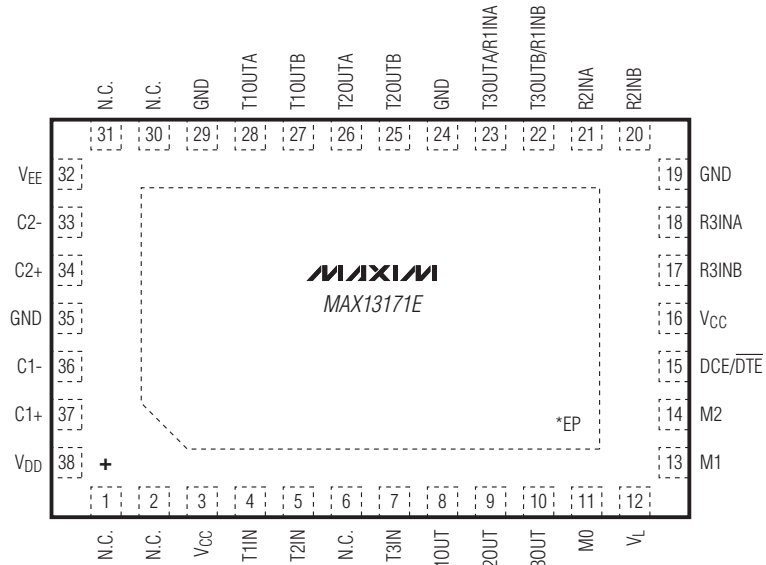 N.C.
N.C.
GND
T1OUTA
T1OUTB
T2OUTA
T2OUTB
GND
T3OUTA/R1INA
T3OUTB/R1INB
R2INA
R2INB
31
30
29
28
27
26
25
24
23
22
21
20
VEE 32
C2- 33
C2+ 34
GND 35
C1- 36
C1+ 37
VDD 38
MAXIM
MAX13171E
*EP
+
19 GND
18 R3INA
17 R3INB
16 VCC
15 DCE/DTE
14 M2
13 M1
1
2
3
4
5
6
7
8
9
10
11
12
N.C.
N.C.
VCC
T1IN
T2IN
N.C.
T3IN
1OUT
2OUT
3OUT
M0
VL